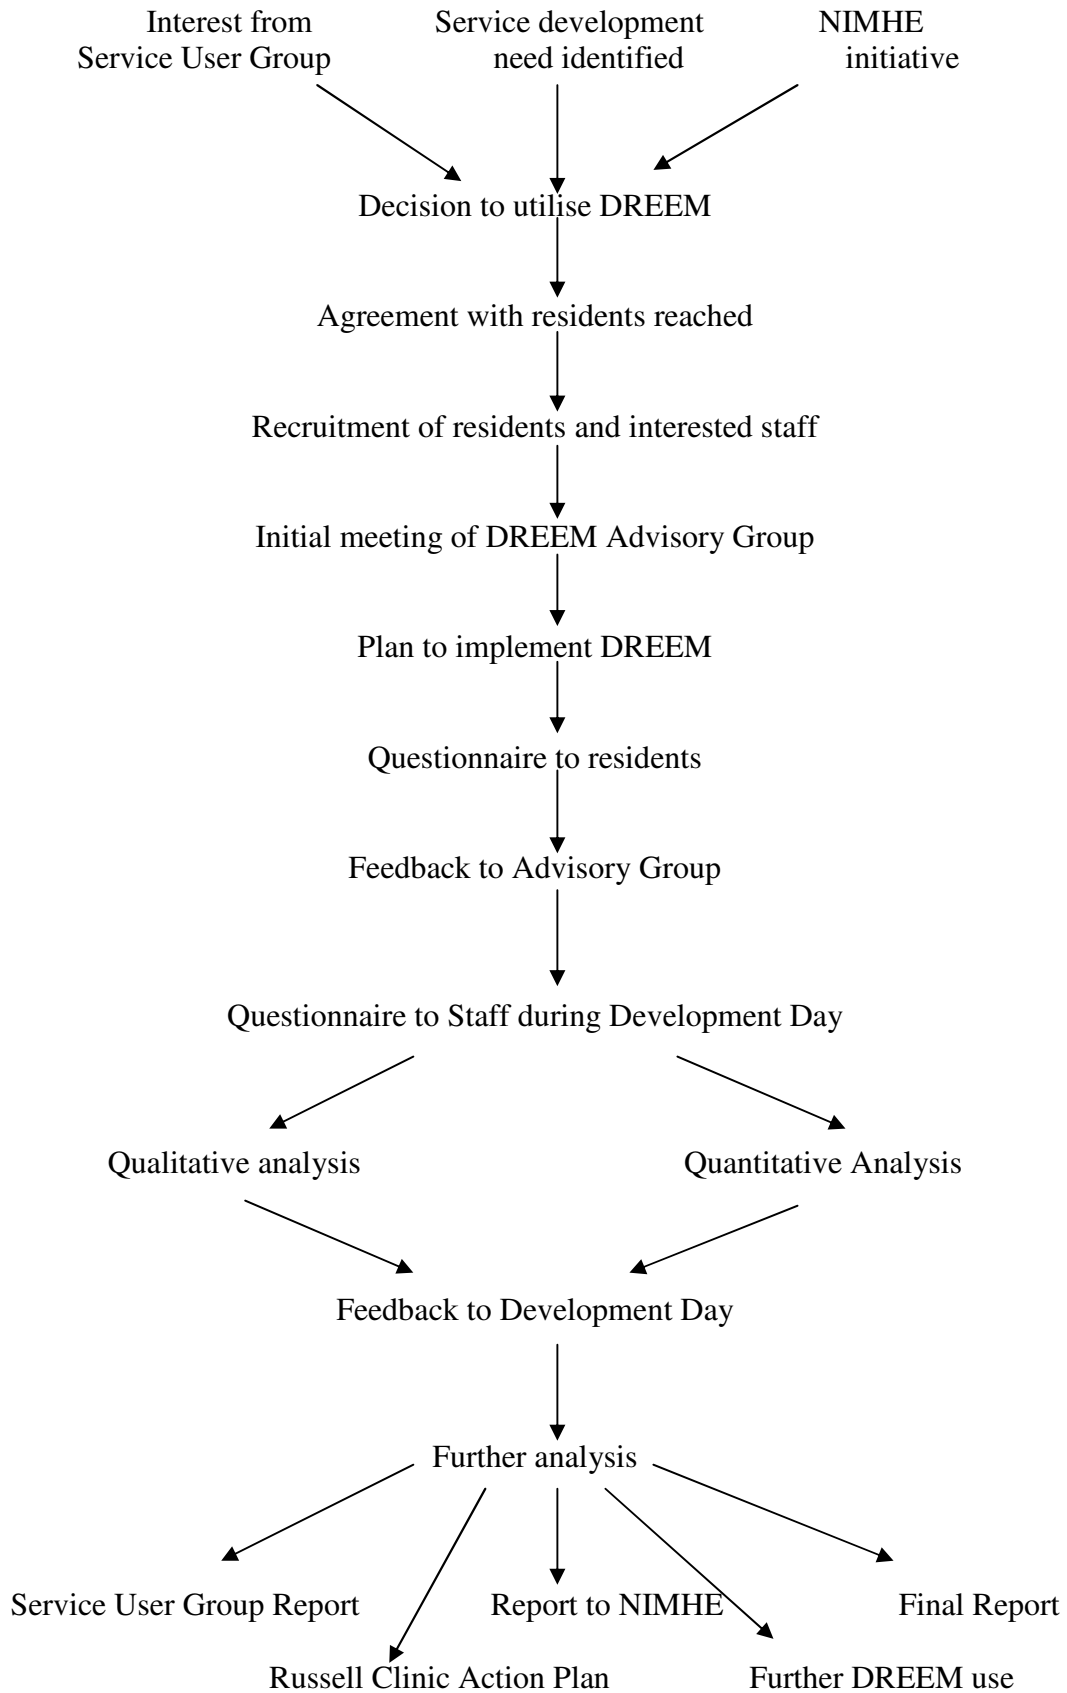 Interest from
Service User Group
Service development
need identified
NIMHE
initiative
Decision to utilise DREEM
Agreement with residents reached
Recruitment of residents and interested staff
Initial meeting of DREEM Advisory Group
Plan to implement DREEM
Questionnaire to residents
Feedback to Advisory Group
Questionnaire to Staff during Development Day
Qualitative analysis
Quantitative Analysis
Feedback to Development Day
Further analysis
Service User Group Report
Report to NIMHE
Final Report
Russell Clinic Action Plan
Further DREEM use